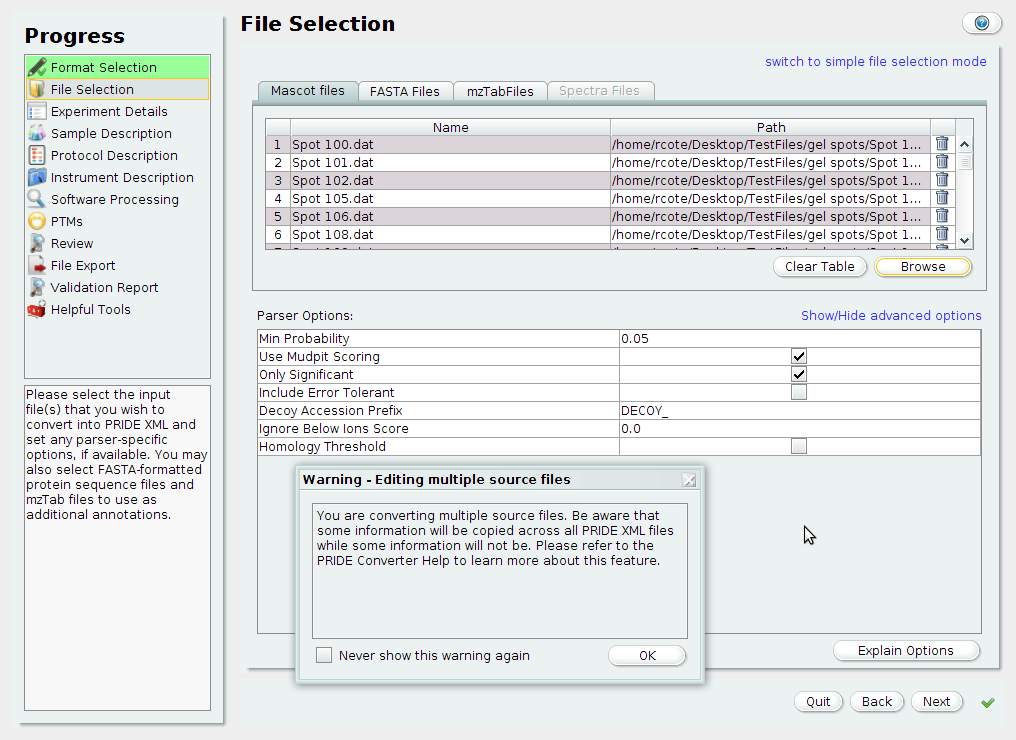 Progress
Format Selection
File Selection
Experiment Details
Sample Description
Protocol Description
Instrument Description
Software Processing
PTMs
Review
File Export
Validation Report
Helpful Tools
Please select the input
file(s) that you wish to
convert into PRIDE XML and
set any parser-specific
options, if available. You may
also select FASTA-formatted
protein sequence files and
mzTab files to use as
additional annotations.
File Selection
switch to simple file selection mode
Mascot files FASTA Files mzTabFiles Spectra Files
Name Path
1 Spot 100.dat /home/rcote/Desktop/TestFiles/gel spots/Spot 1...
2 Spot 101.dat /home/rcote/Desktop/TestFiles/gel spots/Spot 1...
3 Spot 102.dat /home/rcote/Desktop/TestFiles/gel spots/Spot 1...
4 Spot 105.dat /home/rcote/Desktop/TestFiles/gel spots/Spot 1...
5 Spot 106.dat /home/rcote/Desktop/TestFiles/gel spots/Spot 1...
6 Spot 108.dat /home/rcote/Desktop/TestFiles/gel spots/Spot 1...
Clear Table Browse
Parser Options: Show/Hide advanced options
Min Probability 0.05
Use Mudpit Scoring
Only Significant
Include Error Tolerant
Decoy Accession Prefix DECOY_
Ignore Below Ions Score 0.0
Homology Threshold
Warning - Editing multiple source files
You are converting multiple source files. Be aware that
some information will be copied across all PRIDE XML files
while some information will not be. Please refer to the
PRIDE Converter Help to learn more about this feature.
Never show this warning again OK
Explain Options
Quit Back Next